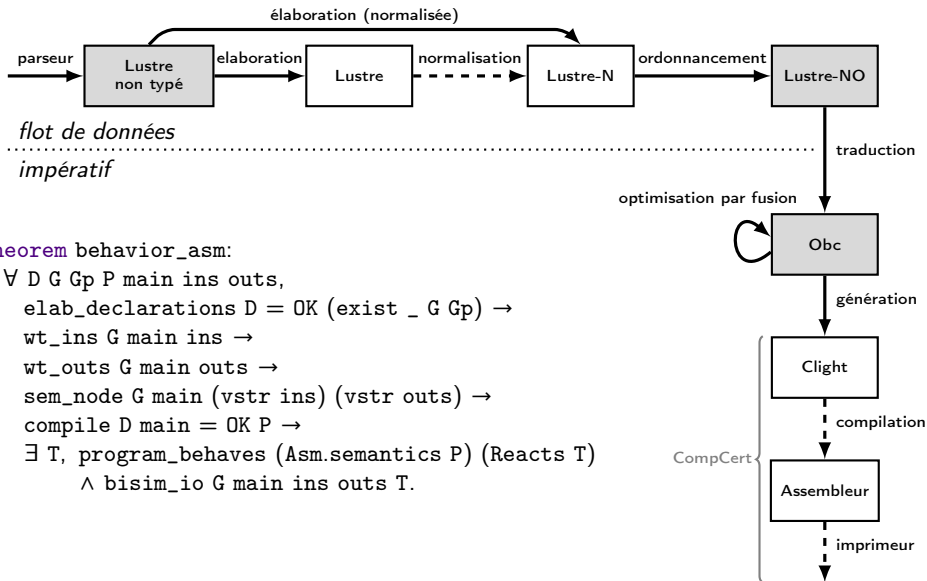 élaboration (normalisée)
parseur
Lustre
non typé
elaboration
Lustre
normalisation
Lustre-N
ordonnancement
Lustre-NO
flot de données
impératif
traduction
optimisation par fusion
Obc
génération
heorem behavior_asm:
∀ D G Gp P main ins outs,
elab_declarations D = OK (exist _ G Gp) →
wt_ins G main ins →
wt_outs G main outs →
sem_node G main (vstr ins) (vstr outs) →
compile D main = OK P →
∃ T, program_behaves (Asm.semantics P) (Reacts T)
∧ bisim_io G main ins outs T.
Clight
compilation
CompCert
Assembleur
imprimeur